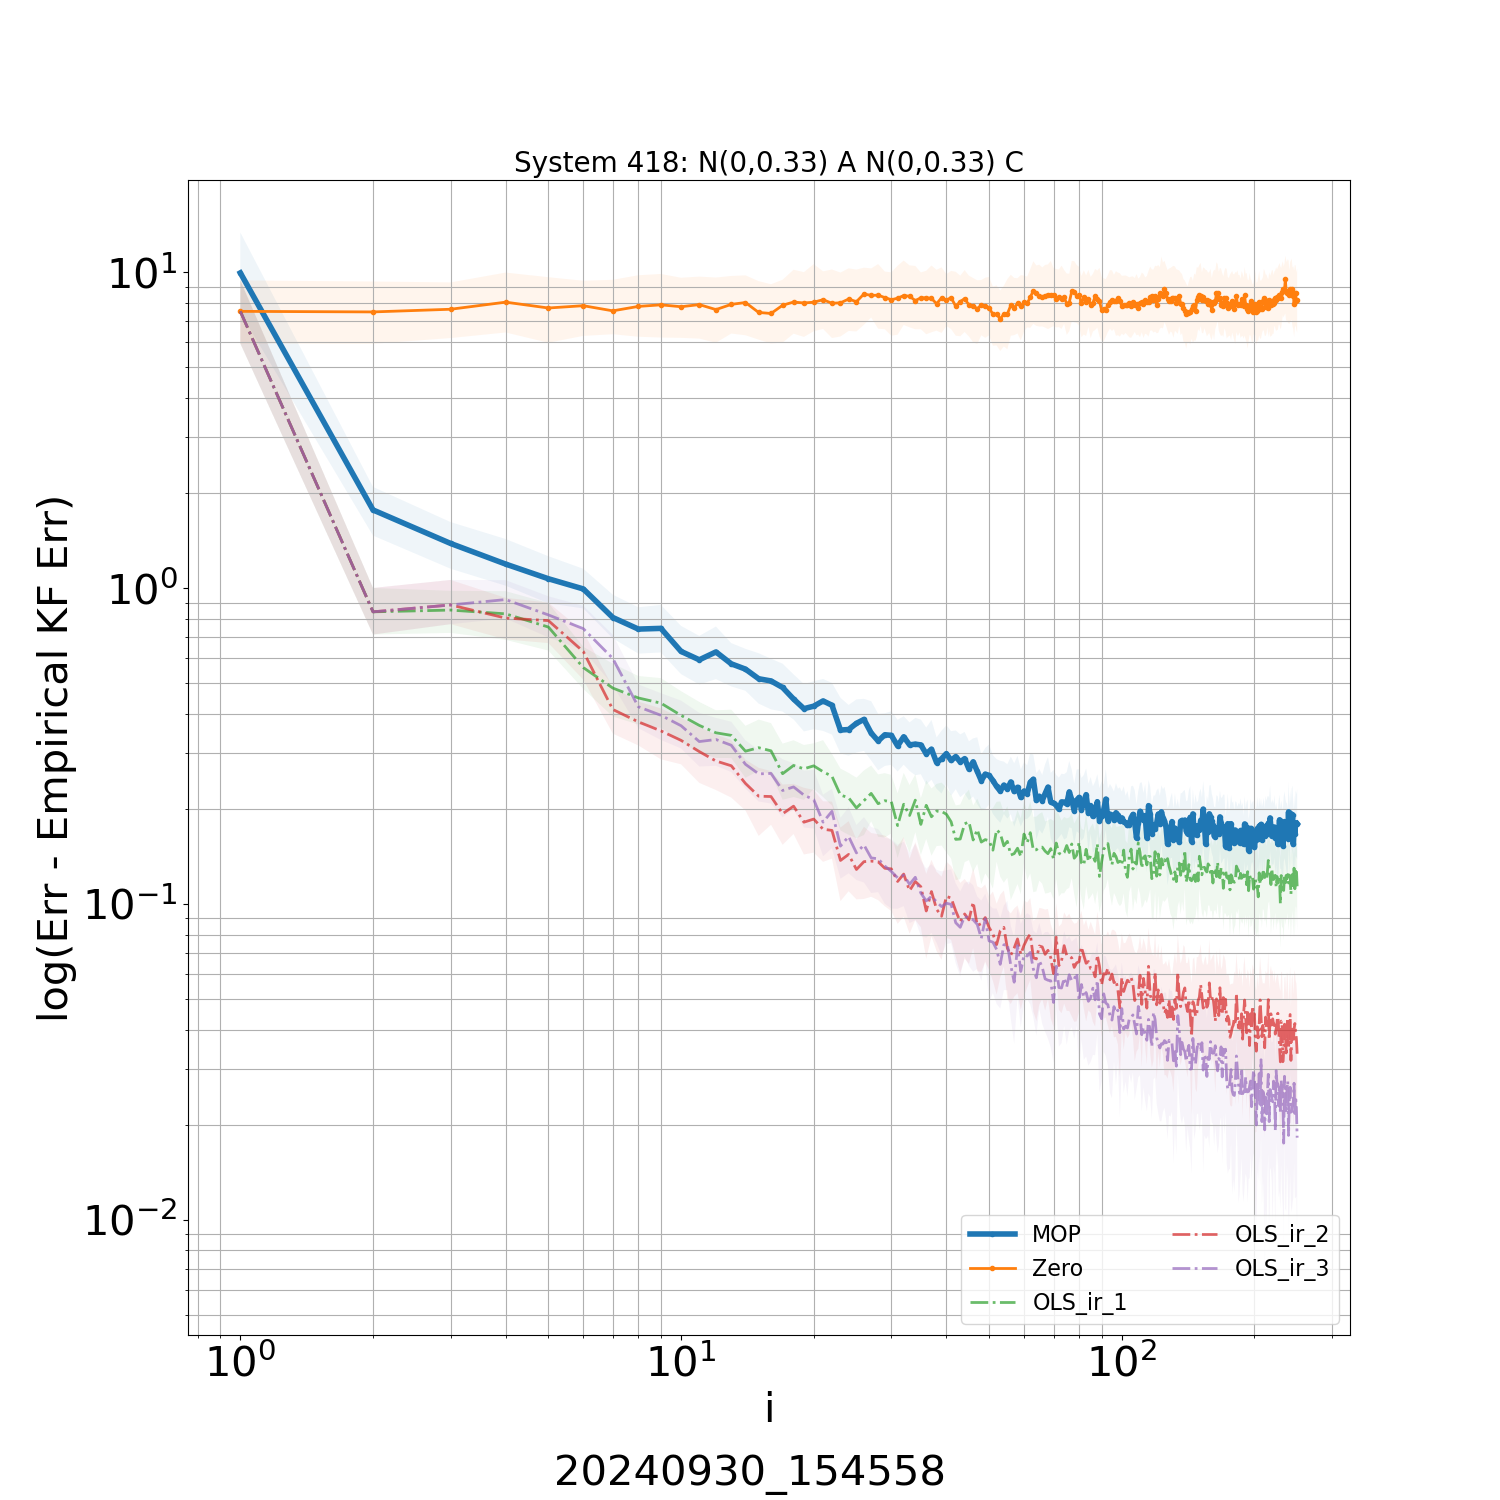 System 418: N(0,0.33) A N(0,0.33) C
log(Err - Empirical KF Err)
10¹
10⁰
10⁻¹
10⁻²
10⁰ 10¹ 10²
i
MOP
Zero
OLS_ir_1
OLS_ir_2
OLS_ir_3
20240930_154558